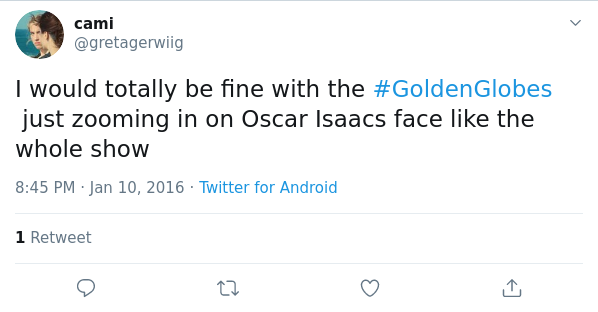 cami
@gretagerwiig
I would totally be fine with the #GoldenGlobes
just zooming in on Oscar Isaacs face like the
whole show
8:45 PM · Jan 10, 2016 · Twitter for Android
1 Retweet